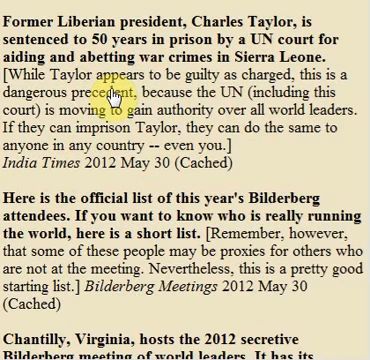 Former Liberian president, Charles Taylor, is
sentenced to 50 years in prison by a UN court for
aiding and abetting war crimes in Sierra Leone.
[While Taylor appears to be guilty as charged, this is a
dangerous precedent, because the UN (including this
court) is moving to gain authority over all world leaders.
If they can imprison Taylor, they can do the same to
anyone in any country -- even you.]
India Times 2012 May 30 (Cached)
Here is the official list of this year's Bilderberg
attendees. If you want to know who is really running
the world, here is a short list. [Remember, however,
that some of these people may be proxies for others who
are not at the meeting. Nevertheless, this is a pretty good
starting list.] Bilderberg Meetings 2012 May 30
(Cached)
Chantilly, Virginia, hosts the 2012 secretive
Bilderberg meeting of world leaders. It has its